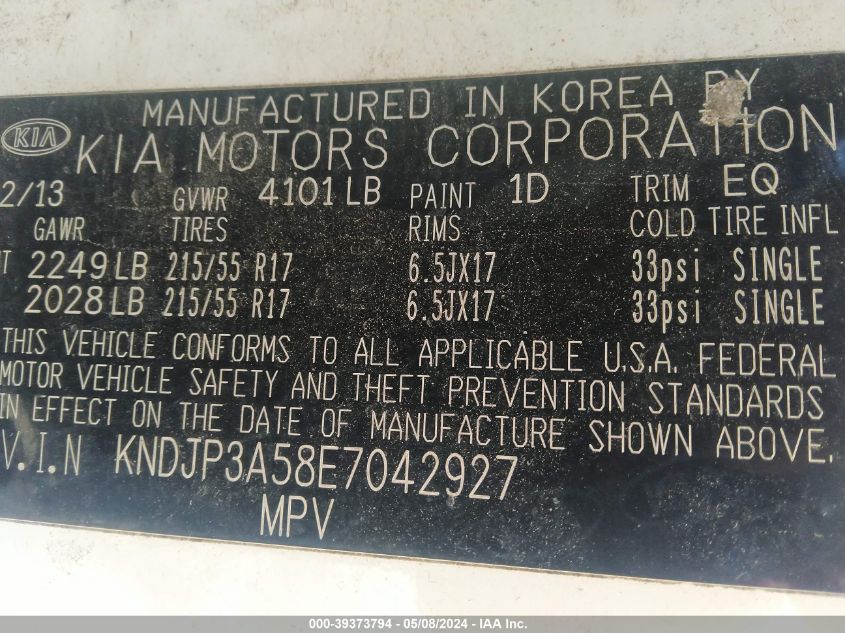 MANUFACTURED IN KOREA BY
KIA KIA MOTORS CORPORATION
2/13 GVWR 4101 LB PAINT 1D TRIM EQ
GAWR TIRES RIMS COLD TIRE INFL
T 2249 LB 215/55 R17 6.5JX17 33psi SINGLE
2028 LB 215/55 R17 6.5JX17 33psi SINGLE
THIS VEHICLE CONFORMS TO ALL APPLICABLE U.S.A. FEDERAL
MOTOR VEHICLE SAFETY AND THEFT PREVENTION STANDARDS
IN EFFECT ON THE DATE OF MANUFACTURE SHOWN ABOVE.
V.I.N KNDJP3A58E7042927
MPV
000-39373794 — 05/08/2024 — IAA Inc.